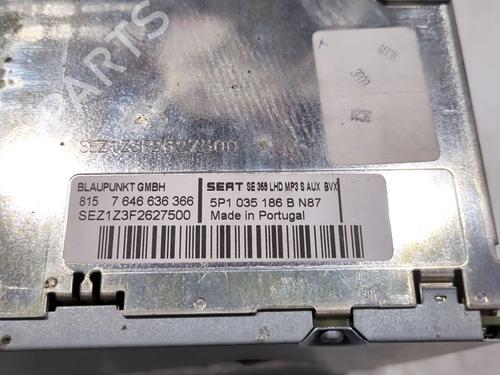 SEZ1Z3F2627500
BLAUPUNKT GMBH
815 7 646 636 366
SEZ1Z3F2627500
SEAT SE 369 LHD MP3 S AUX BVX
5P1 035 186 B N87
Made in Portugal